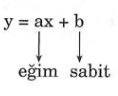 y = ax + b
eğim sabit